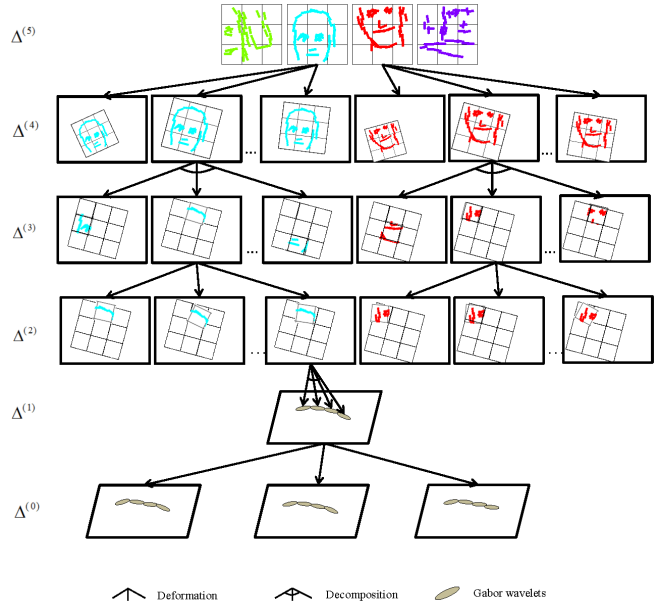 Δ(5)
Δ(4)
... ...
Δ(3)
... ...
Δ(2)
... ...
Δ(1)
Δ(0)
Deformation Decomposition Gabor wavelets